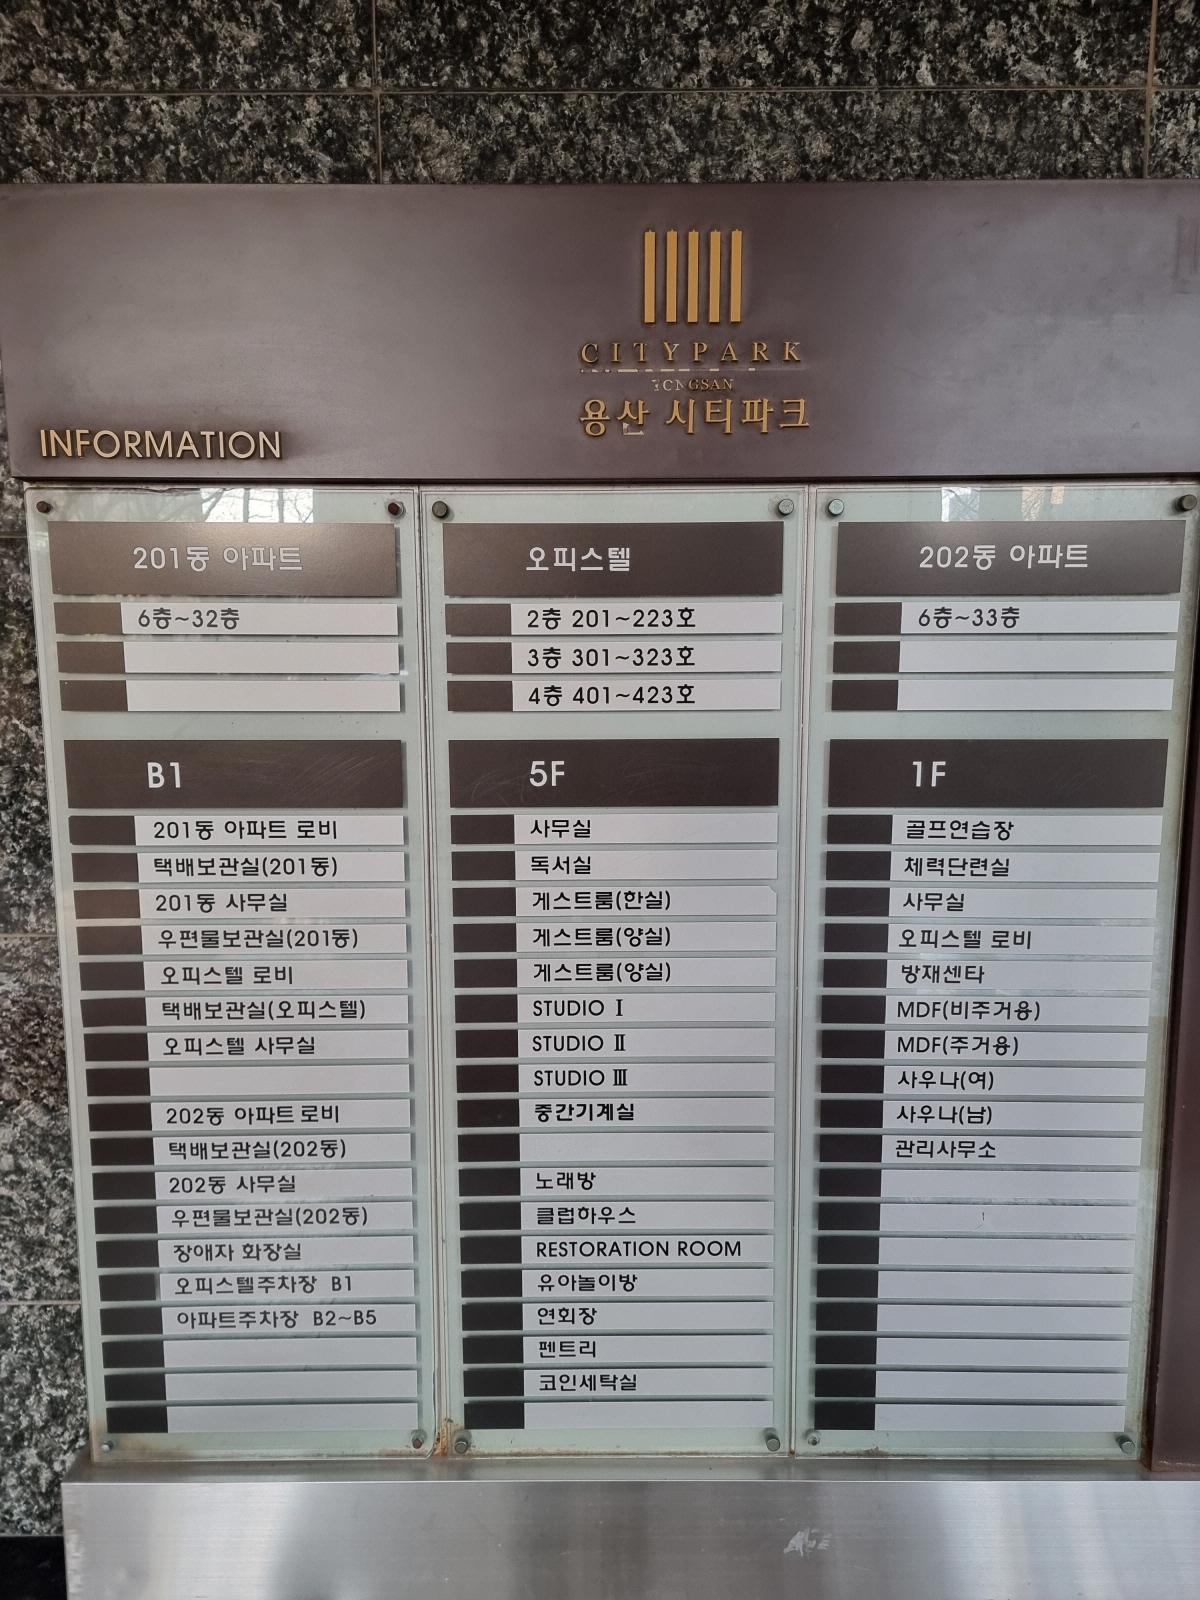 CITYPARK
YONGSAN
용산 시티파크
INFORMATION
201동 아파트
6층~32층
B1
201동 아파트 로비
택배보관실(201동)
201동 사무실
우편물보관실(201동)
오피스텔 로비
택배보관실(오피스텔)
오피스텔 사무실
202동 아파트 로비
택배보관실(202동)
202동 사무실
우편물보관실(202동)
장애자 화장실
오피스텔주차장 B1
아파트주차장 B2~B5
오피스텔
2층 201~223호
3층 301~323호
4층 401~423호
5F
사무실
독서실
게스트룸(한실)
게스트룸(양실)
게스트룸(양실)
STUDIO Ⅰ
STUDIO Ⅱ
STUDIO Ⅲ
중간기계실
노래방
클럽하우스
RESTORATION ROOM
유아놀이방
연회장
펜트리
코인세탁실
202동 아파트
6층~33층
1F
골프연습장
체력단련실
사무실
오피스텔 로비
방재센타
MDF(비주거용)
MDF(주거용)
사우나(여)
사우나(남)
관리사무소